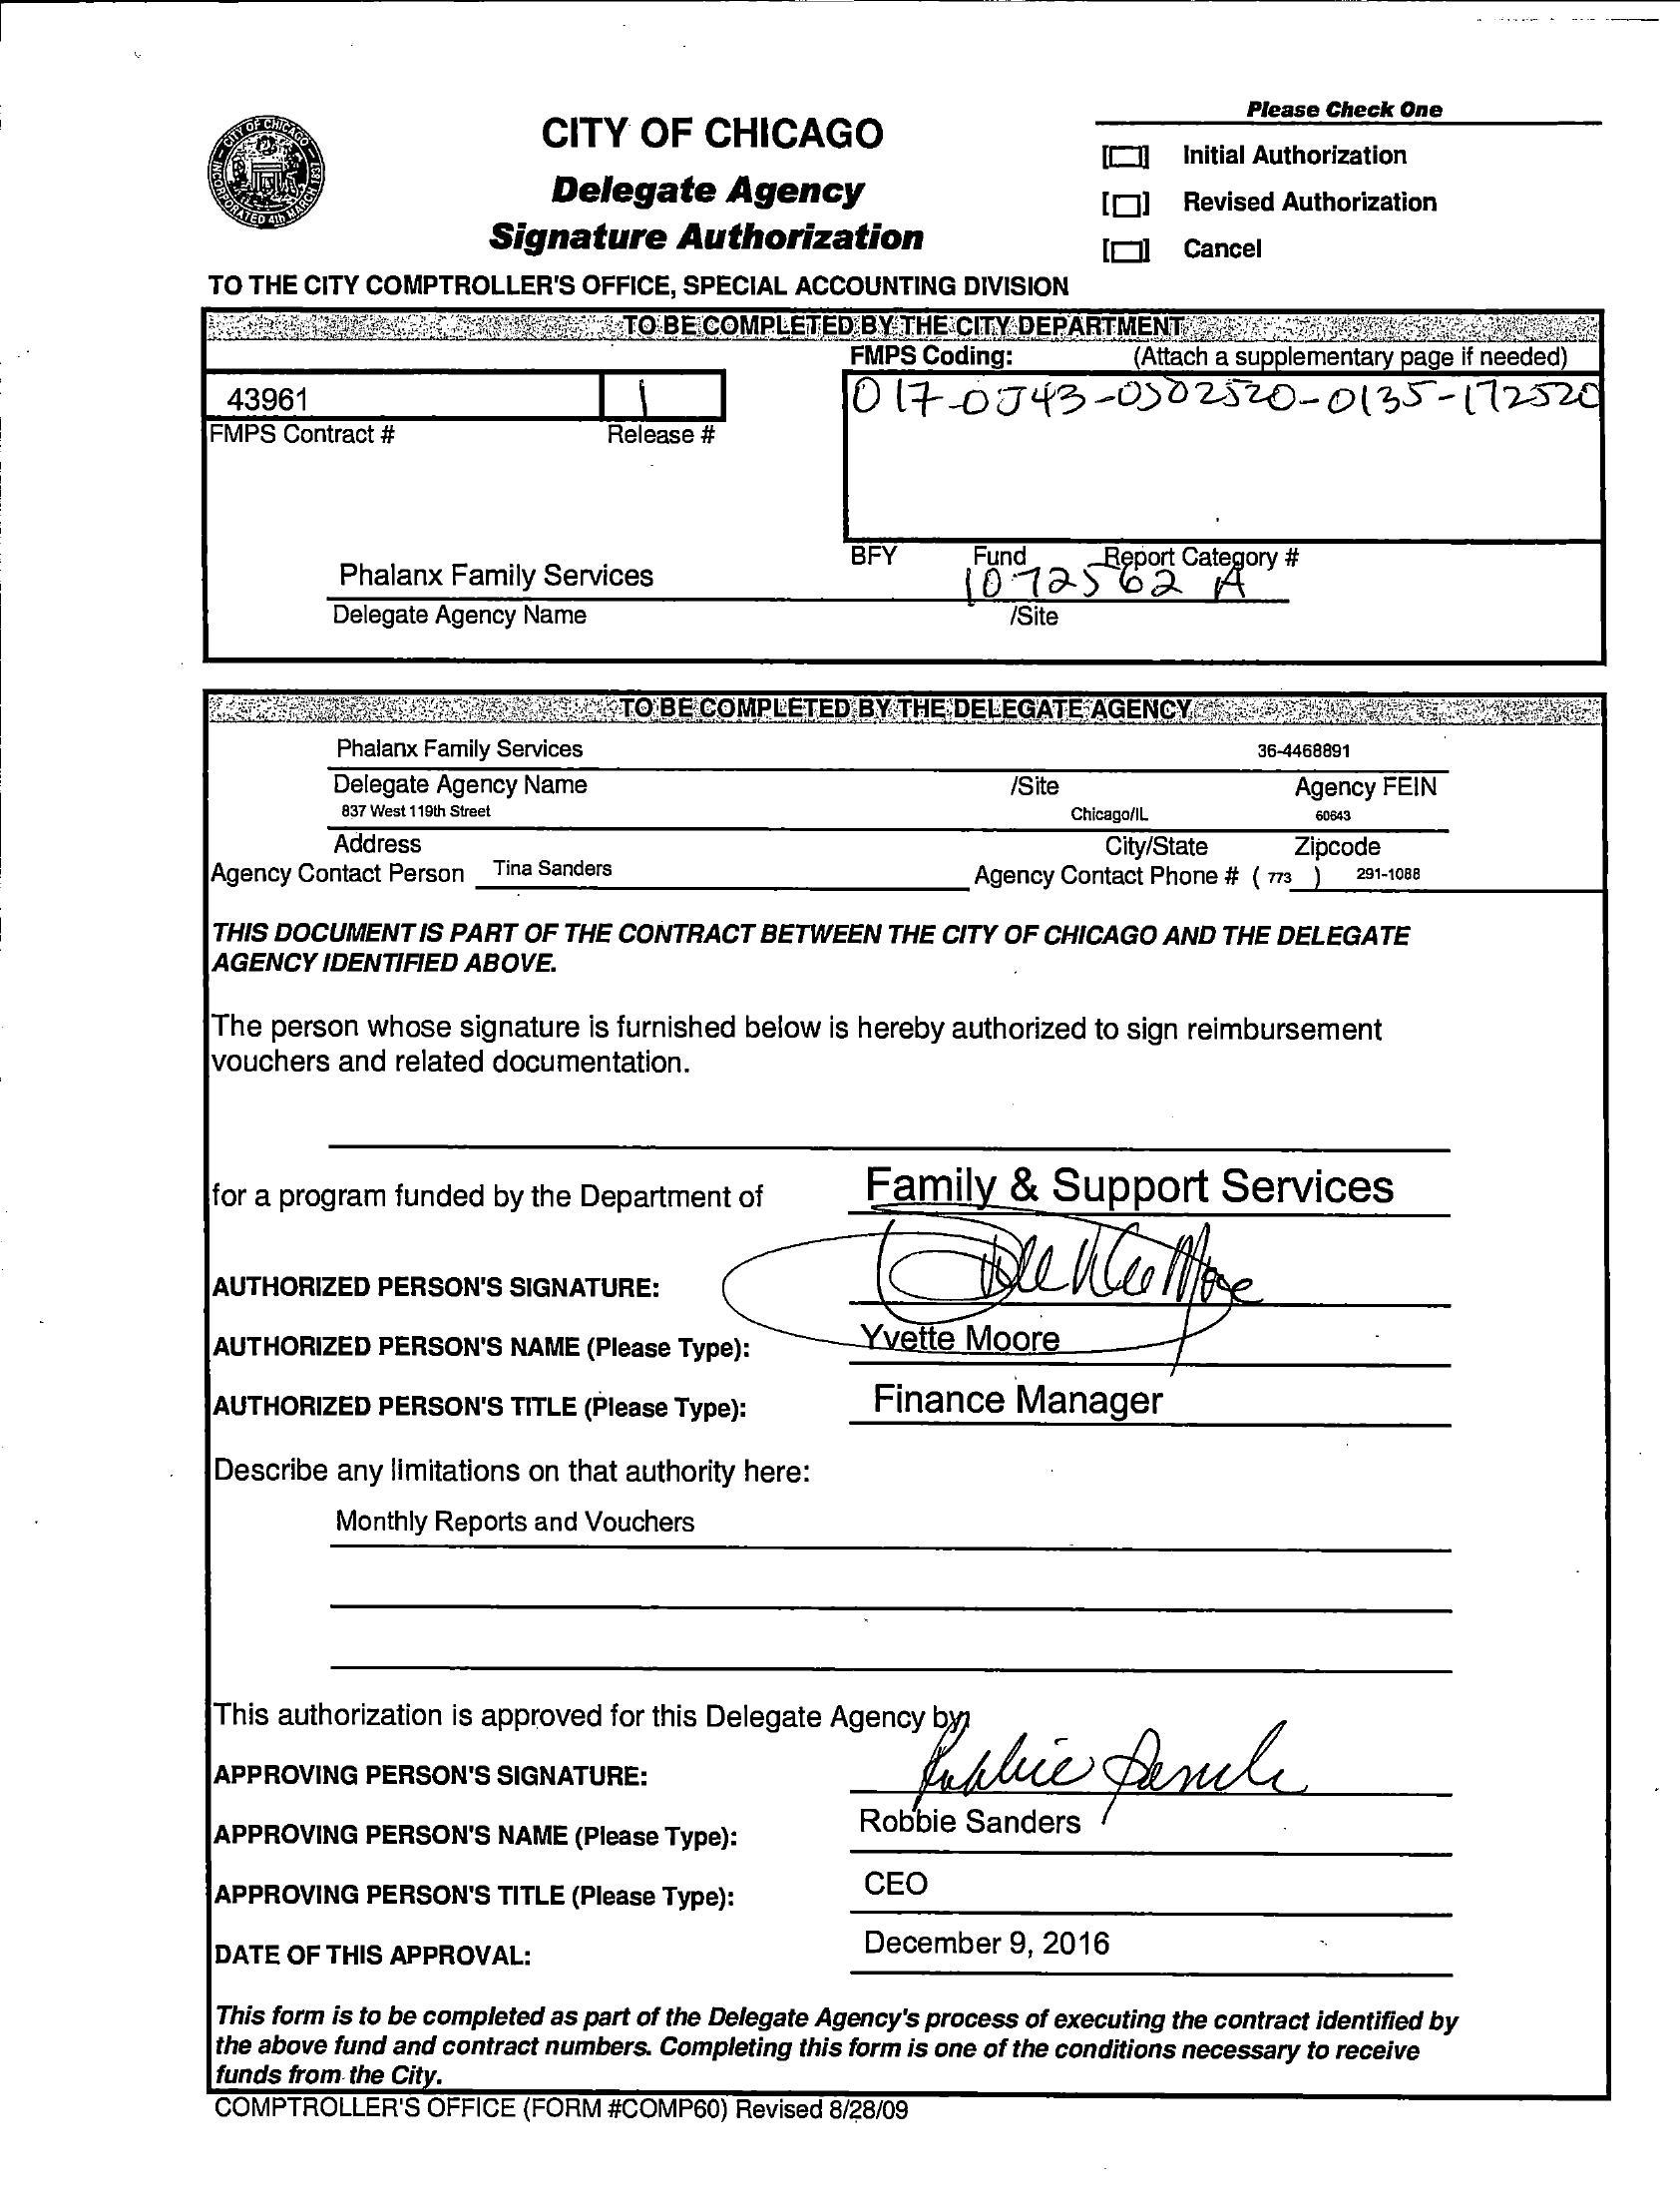 Please Check One
CITY OF CHICAGO
Delegate Agency
Signature Authorization
[ ] Initial Authorization
[ ] Revised Authorization
[ ] Cancel
CITY OF CHICAGO
INCORPORATED 4th MARCH 1837
TO THE CITY COMPTROLLER'S OFFICE, SPECIAL ACCOUNTING DIVISION
TO BE COMPLETED BY THE CITY DEPARTMENT
FMPS Coding: (Attach a supplementary page if needed)
43961 1 017-0J43-0502520-0135-172520
FMPS Contract # Release #
BFY Fund Report Category #
Phalanx Family Services 1072562 A
Delegate Agency Name /Site
TO BE COMPLETED BY THE DELEGATE AGENCY
Phalanx Family Services 36-4468891
Delegate Agency Name /Site Agency FEIN
837 West 119th Street Chicago/IL 60643
Address City/State Zipcode
Agency Contact Person Tina Sanders Agency Contact Phone # ( 773 ) 291-1088
THIS DOCUMENT IS PART OF THE CONTRACT BETWEEN THE CITY OF CHICAGO AND THE DELEGATE
AGENCY IDENTIFIED ABOVE.
The person whose signature is furnished below is hereby authorized to sign reimbursement
vouchers and related documentation.
for a program funded by the Department of Family & Support Services
AUTHORIZED PERSON'S SIGNATURE:
AUTHORIZED PERSON'S NAME (Please Type): Yvette Moore
AUTHORIZED PERSON'S TITLE (Please Type): Finance Manager
Describe any limitations on that authority here:
Monthly Reports and Vouchers
This authorization is approved for this Delegate Agency by:
APPROVING PERSON'S SIGNATURE:
APPROVING PERSON'S NAME (Please Type): Robbie Sanders
APPROVING PERSON'S TITLE (Please Type): CEO
DATE OF THIS APPROVAL: December 9, 2016
This form is to be completed as part of the Delegate Agency's process of executing the contract identified by
the above fund and contract numbers. Completing this form is one of the conditions necessary to receive
funds from the City.
COMPTROLLER'S OFFICE (FORM #COMP60) Revised 8/28/09